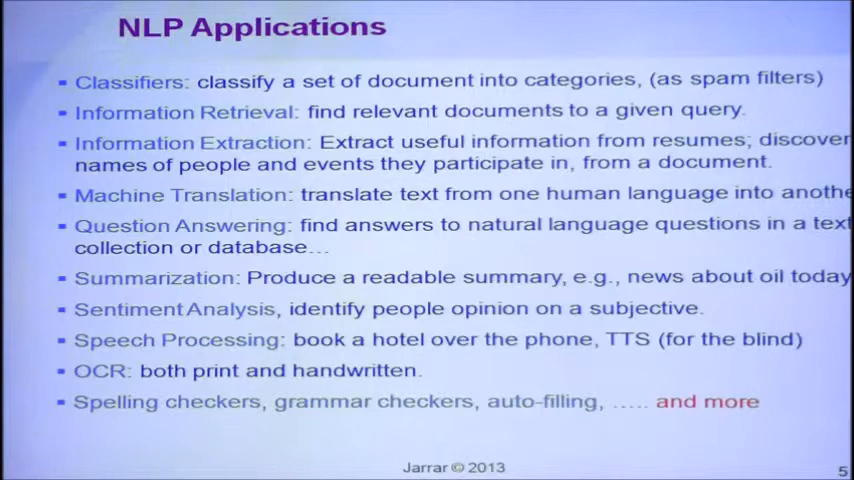 NLP Applications
Classifiers: classify a set of document into categories, (as spam filters)
Information Retrieval: find relevant documents to a given query.
Information Extraction: Extract useful information from resumes; discover
names of people and events they participate in, from a document.
Machine Translation: translate text from one human language into anothe
Question Answering: find answers to natural language questions in a text
collection or database…
Summarization: Produce a readable summary, e.g., news about oil today
Sentiment Analysis, identify people opinion on a subjective.
Speech Processing: book a hotel over the phone, TTS (for the blind)
OCR: both print and handwritten.
Spelling checkers, grammar checkers, auto-filling, ..... and more
Jarrar © 2013
5